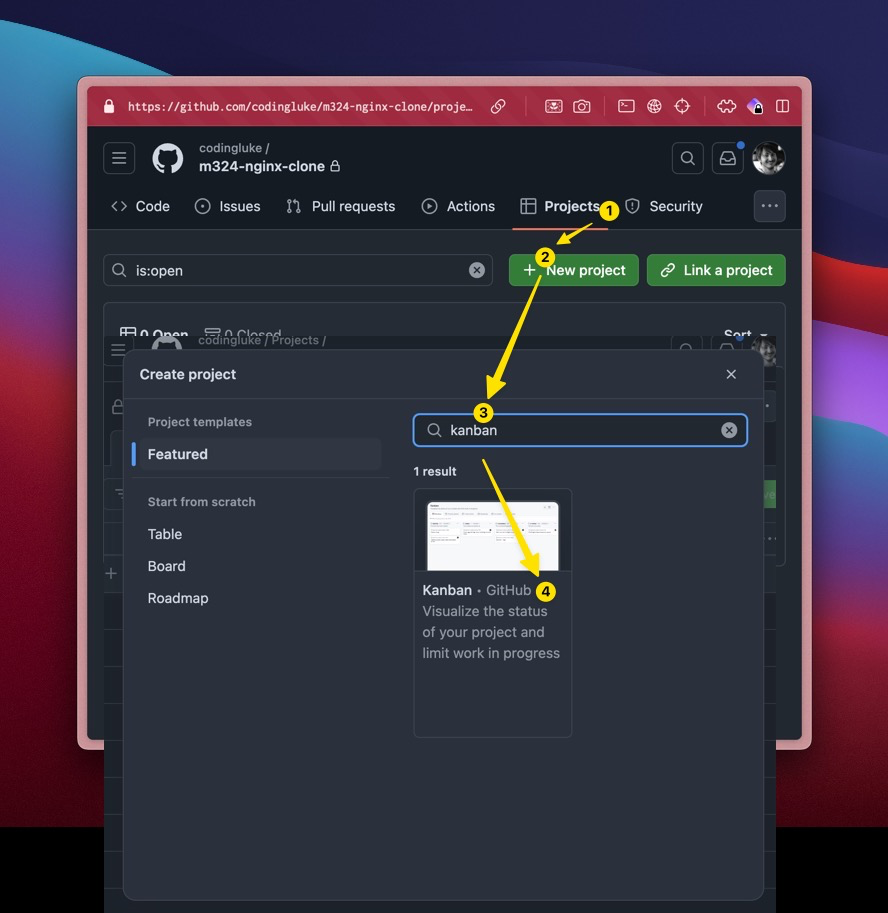 https://github.com/codingluke/m324-nginx-clone/proje…
codingluke /
m324-nginx-clone
Code Issues Pull requests Actions Projects 1 Security
is:open
2 New project Link a project
0 Open 0 Closed Sort
codingluke / Projects /
Create project
Project templates
Featured
Start from scratch
Table
Board
Roadmap
3
kanban
1 result
Kanban • GitHub 4
Visualize the status
of your project and
limit work in progress